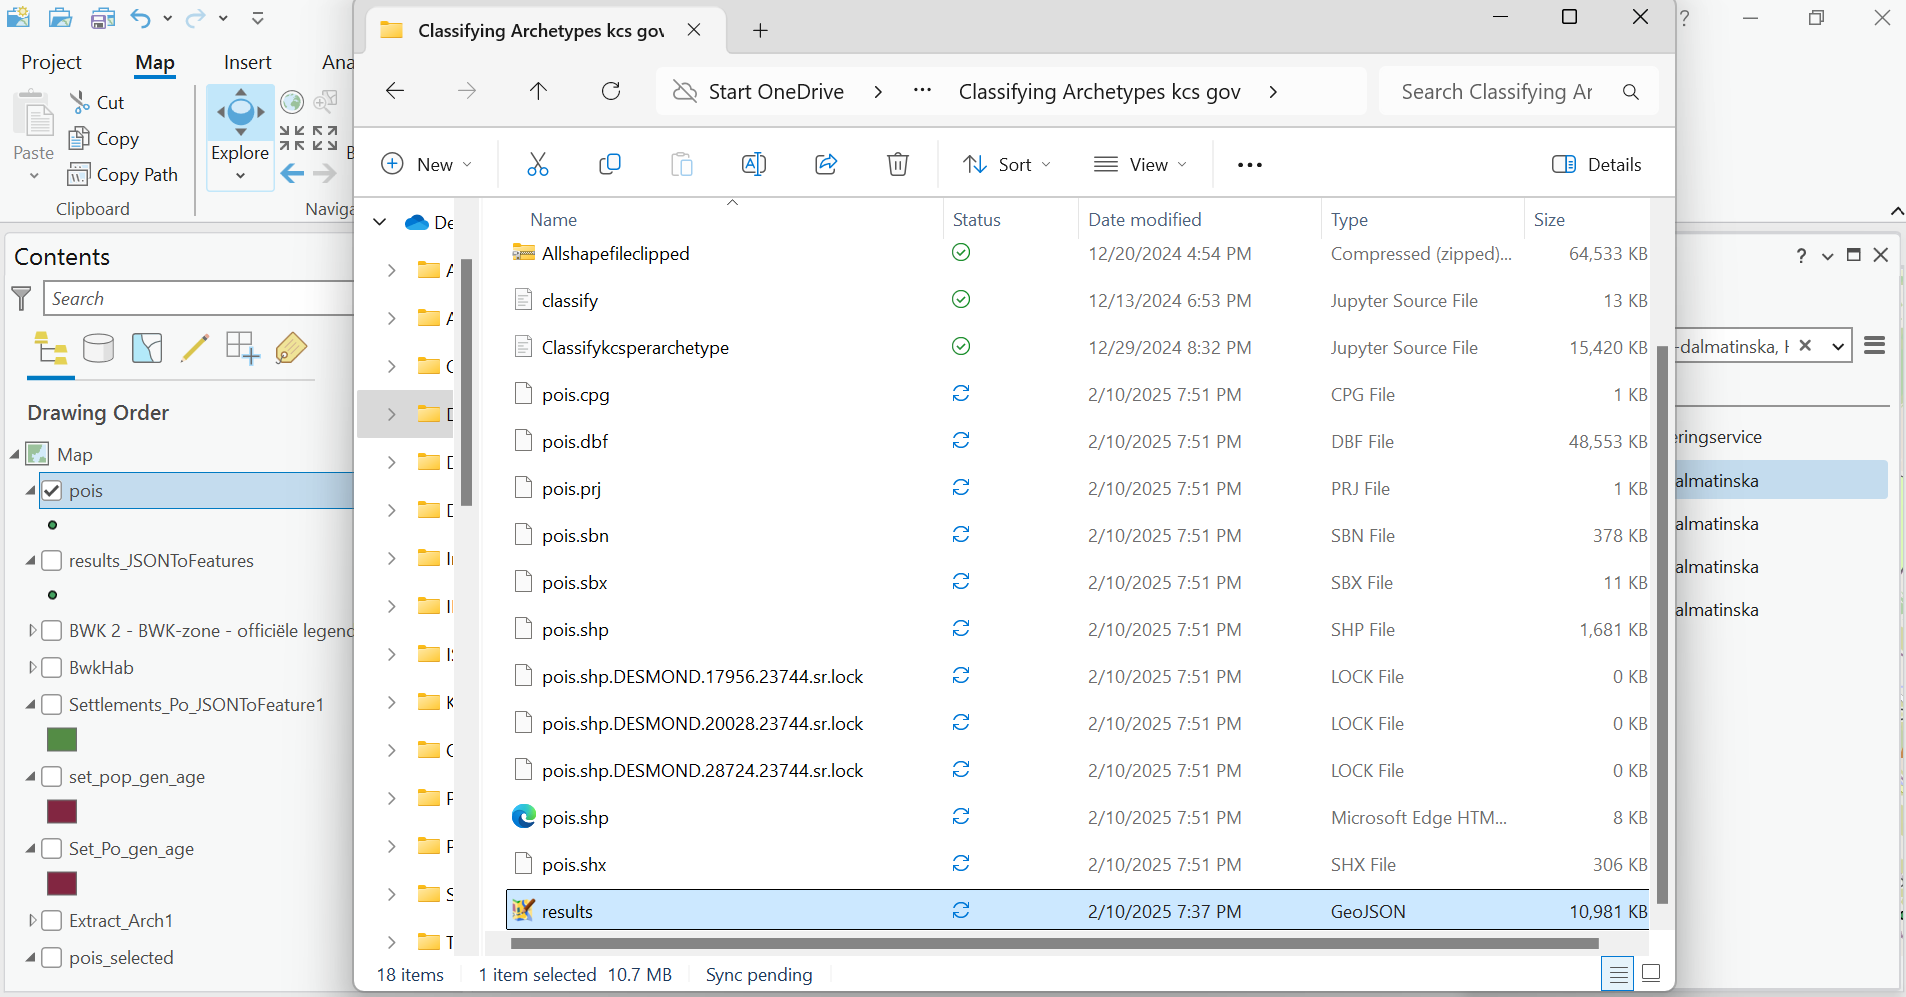 Classifying Archetypes kcs gov
?
Project
Map
Insert
Ana
Cut
Copy
Copy Path
Paste
Explore
Clipboard
Naviga
Start OneDrive > ... Classifying Archetypes kcs gov >
Search Classifying Ar
New
Sort
View
...
Details
Contents
Search
Drawing Order
Map
pois
results_JSONToFeatures
BWK 2 - BWK-zone - officiële legend
BwkHab
Settlements_Po_JSONToFeature1
set_pop_gen_age
Set_Po_gen_age
Extract_Arch1
pois_selected
De
Name Status Date modified Type Size
Allshapefileclipped 12/20/2024 4:54 PM Compressed (zipped)... 64,533 KB
classify 12/13/2024 6:53 PM Jupyter Source File 13 KB
Classifykcsperarchetype 12/29/2024 8:32 PM Jupyter Source File 15,420 KB
pois.cpg 2/10/2025 7:51 PM CPG File 1 KB
pois.dbf 2/10/2025 7:51 PM DBF File 48,553 KB
pois.prj 2/10/2025 7:51 PM PRJ File 1 KB
pois.sbn 2/10/2025 7:51 PM SBN File 378 KB
pois.sbx 2/10/2025 7:51 PM SBX File 11 KB
pois.shp 2/10/2025 7:51 PM SHP File 1,681 KB
pois.shp.DESMOND.17956.23744.sr.lock 2/10/2025 7:51 PM LOCK File 0 KB
pois.shp.DESMOND.20028.23744.sr.lock 2/10/2025 7:51 PM LOCK File 0 KB
pois.shp.DESMOND.28724.23744.sr.lock 2/10/2025 7:51 PM LOCK File 0 KB
pois.shp 2/10/2025 7:51 PM Microsoft Edge HTM... 8 KB
pois.shx 2/10/2025 7:51 PM SHX File 306 KB
results 2/10/2025 7:37 PM GeoJSON 10,981 KB
18 items 1 item selected 10.7 MB Sync pending
?
-dalmatinska,
eringservice
almatinska
almatinska
almatinska
almatinska